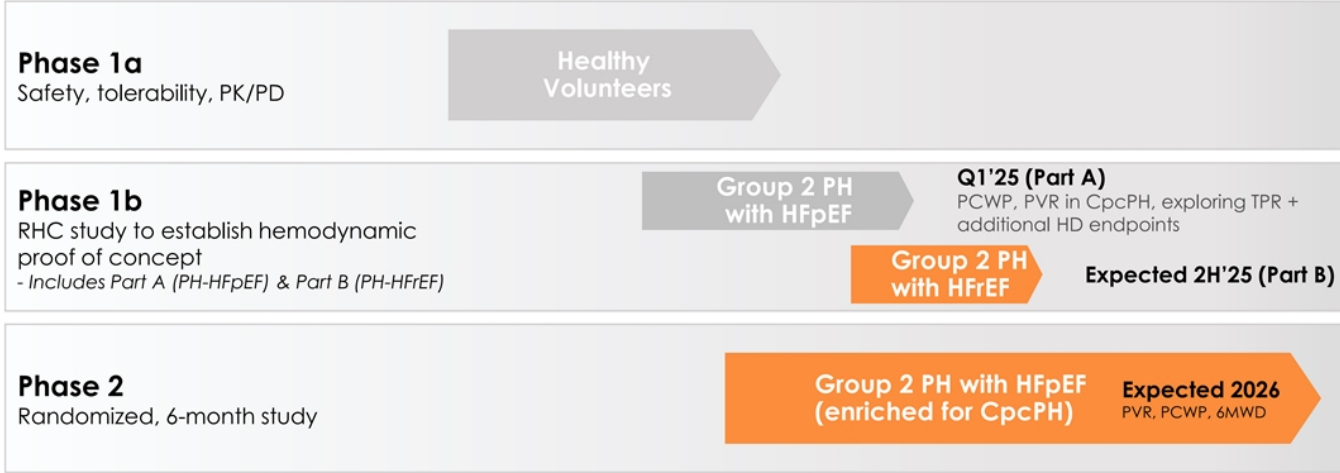 Phase 1a
Safety, tolerability, PK/PD
Healthy
Volunteers
Phase 1b
RHC study to establish hemodynamic
proof of concept
- Includes Part A (PH-HFpEF) & Part B (PH-HFrEF)
Group 2 PH
with HFpEF
Q1’25 (Part A)
PCWP, PVR in CpcPH, exploring TPR +
additional HD endpoints
Group 2 PH
with HFrEF
Expected 2H’25 (Part B)
Phase 2
Randomized, 6-month study
Group 2 PH with HFpEF
(enriched for CpcPH)
Expected 2026
PVR, PCWP, 6MWD